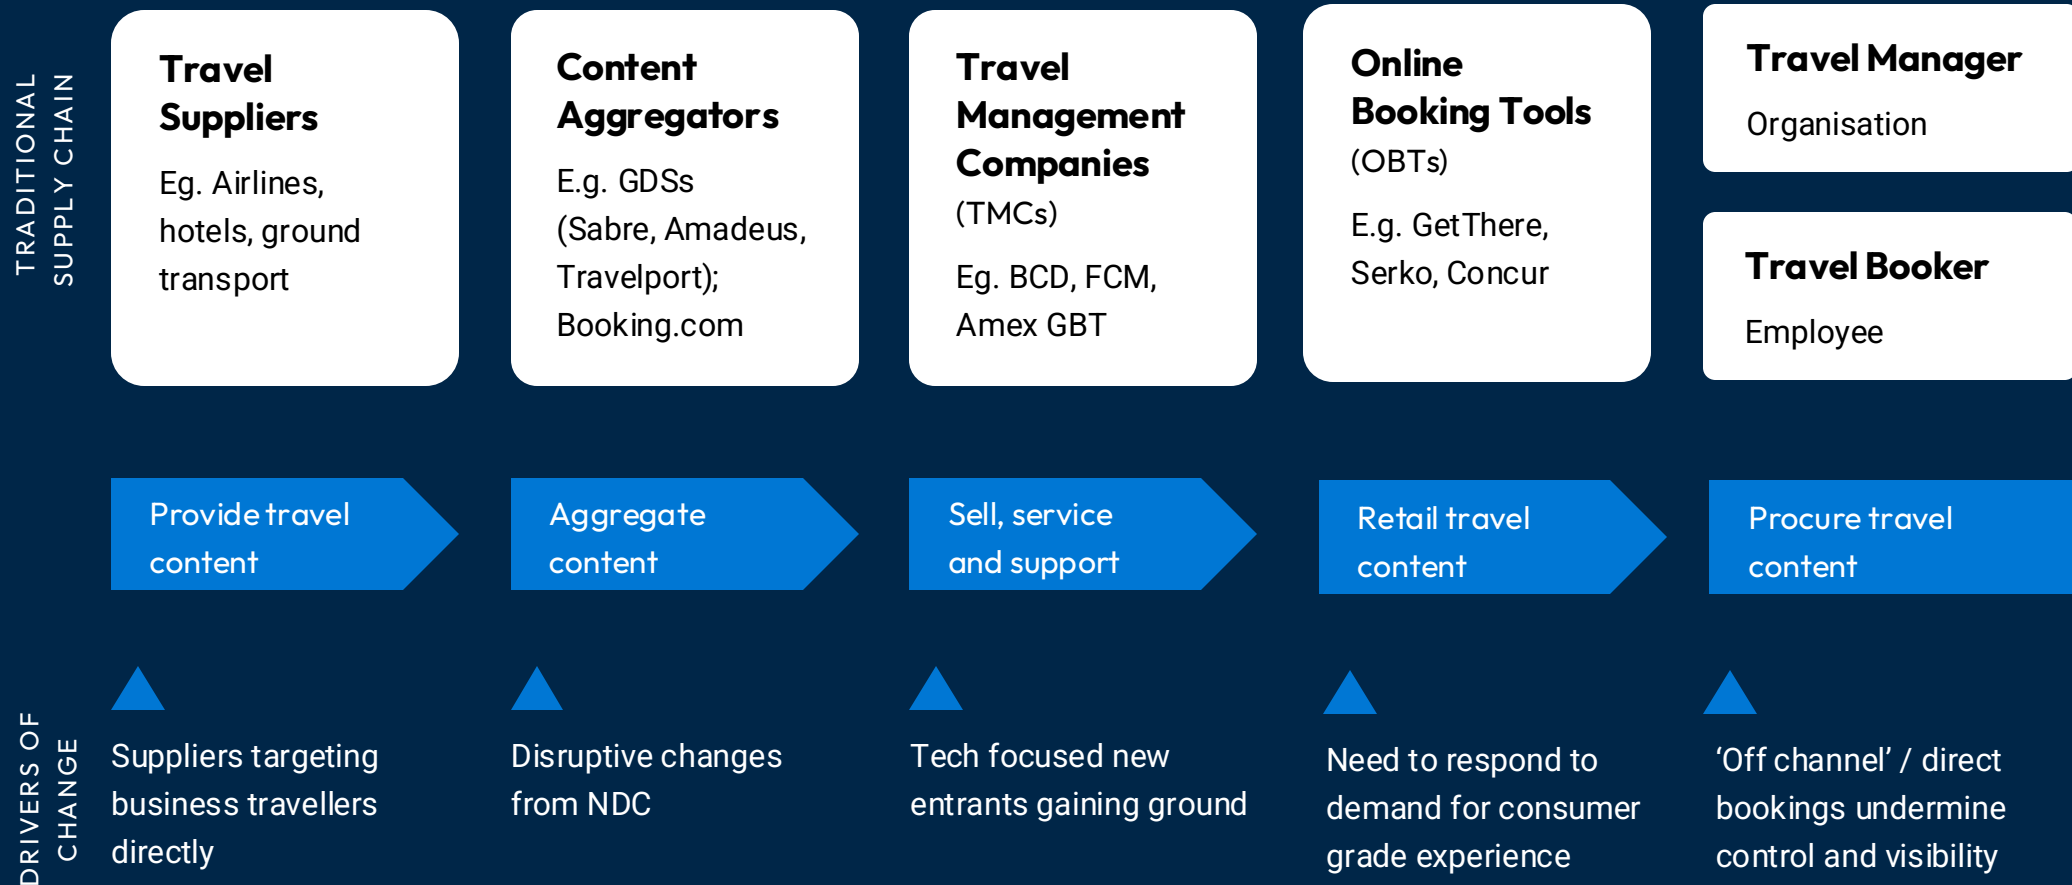 TRADITIONAL
SUPPLY CHAIN
Travel
Suppliers
Eg. Airlines,
hotels, ground
transport
Content
Aggregators
E.g. GDSs
(Sabre, Amadeus,
Travelport);
Booking.com
Travel
Management
Companies
(TMCs)
Eg. BCD, FCM,
Amex GBT
Online
Booking Tools
(OBTs)
E.g. GetThere,
Serko, Concur
Travel Manager
Organisation
Travel Booker
Employee
Provide travel
content
Aggregate
content
Sell, service
and support
Retail travel
content
Procure travel
content
DRIVERS OF
CHANGE
Suppliers targeting
business travellers
directly
Disruptive changes
from NDC
Tech focused new
entrants gaining ground
Need to respond to
demand for consumer
grade experience
‘Off channel’ / direct
bookings undermine
control and visibility